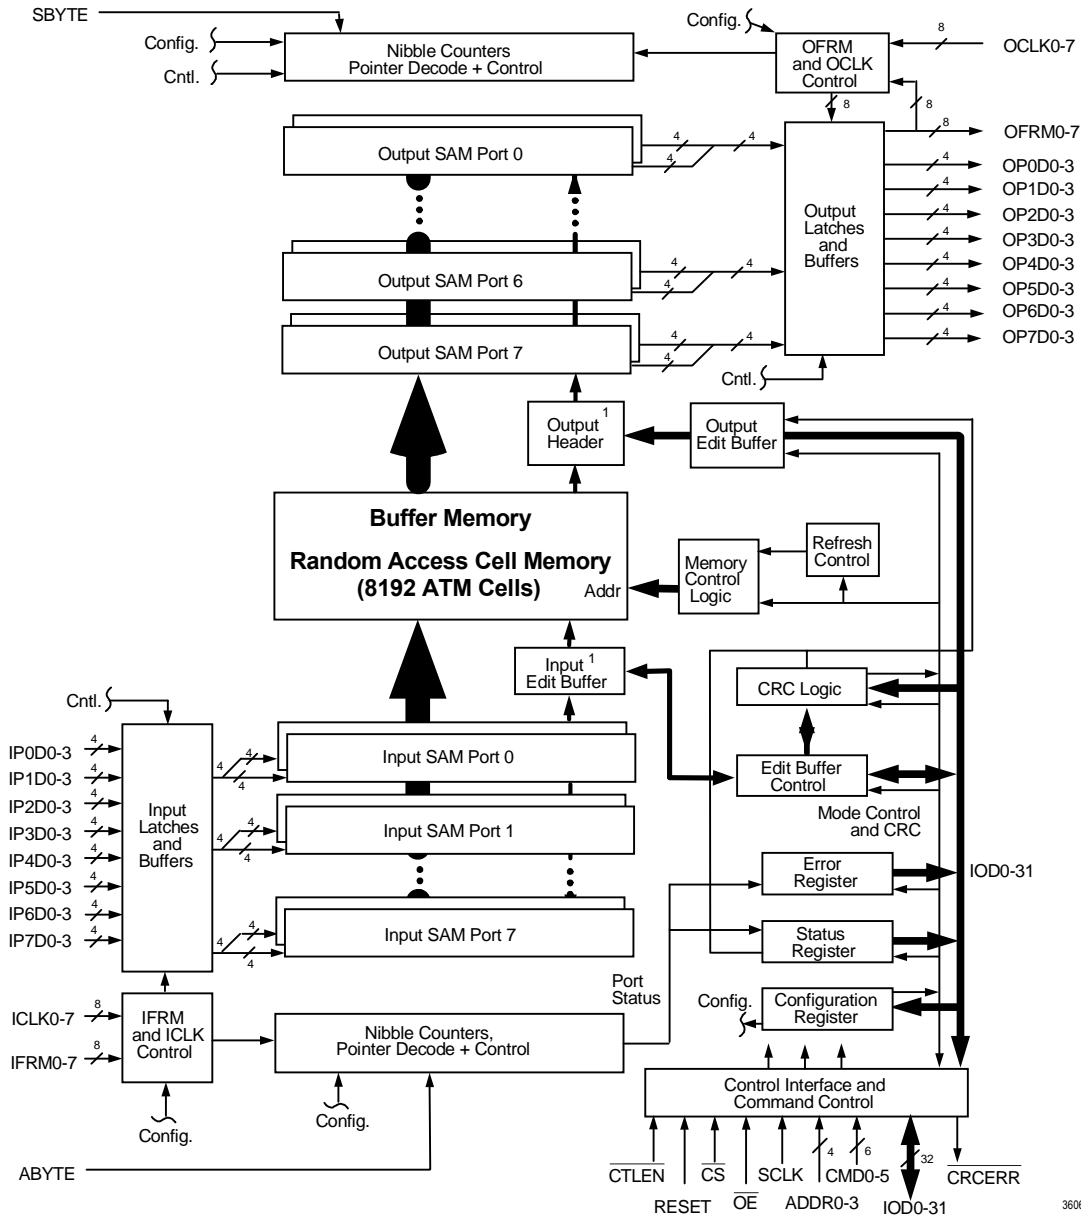 SBYTE
Config.
Cntl.
Nibble Counters
Pointer Decode + Control
Config.
OFRM
and OCLK
Control
8
OCLK0-7
8
8
8
OFRM0-7
Output SAM Port 0
4
4
4
Output SAM Port 6
4
4
4
Output SAM Port 7
4
4
4
Output
Latches
and
Buffers
4
OP0D0-3
4
OP1D0-3
4
OP2D0-3
4
OP3D0-3
4
OP4D0-3
4
OP5D0-3
4
OP6D0-3
4
OP7D0-3
Cntl.
Output 1
Header
Output
Edit Buffer
Buffer Memory
Random Access Cell Memory
(8192 ATM Cells)
Addr
Memory
Control
Logic
Refresh
Control
Input 1
Edit Buffer
CRC Logic
Edit Buffer
Control
Mode Control
and CRC
Cntl.
IP0D0-3
4
IP1D0-3
4
IP2D0-3
4
IP3D0-3
4
IP4D0-3
4
IP5D0-3
4
IP6D0-3
4
IP7D0-3
4
Input
Latches
and
Buffers
4
4
4
Input SAM Port 0
4
4
4
Input SAM Port 1
4
4
4
Input SAM Port 7
Error
Register
IOD0-31
Status
Register
Port
Status
Config.
Configuration
Register
ICLK0-7
8
IFRM0-7
8
IFRM
and ICLK
Control
Config.
Nibble Counters,
Pointer Decode + Control
Config.
ABYTE
Control Interface and
Command Control
4
6
32
CTLEN
RESET
CS
OE
SCLK
ADDR0-3
CMD0-5
IOD0-31
CRCERR
3606